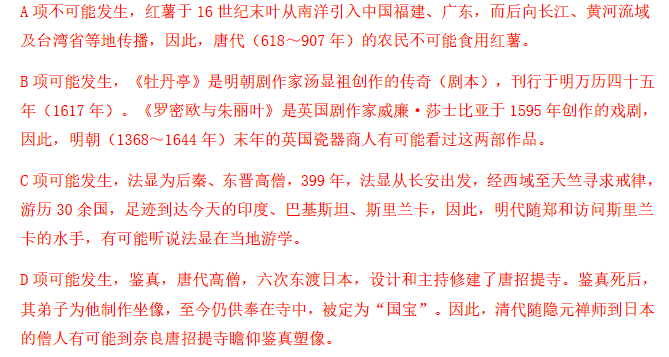 A 项不可能发生，红薯于 16 世纪末叶从南洋引入中国福建、广东，而后向长江、黄河流域
及台湾省等地传播，因此，唐代（618～907 年）的农民不可能食用红薯。
B 项可能发生，《牡丹亭》是明朝剧作家汤显祖创作的传奇（剧本），刊行于明万历四十五
年（1617 年）。《罗密欧与朱丽叶》是英国剧作家威廉·莎士比亚于 1595 年创作的戏剧，
因此，明朝（1368～1644 年）末年的英国瓷器商人有可能看过这两部作品。
C 项可能发生，法显为后秦、东晋高僧，399 年，法显从长安出发，经西域至天竺寻求戒律，
游历 30 余国，足迹到达今天的印度、巴基斯坦、斯里兰卡，因此，明代随郑和访问斯里兰
卡的水手，有可能听说法显在当地游学。
D 项可能发生，鉴真，唐代高僧，六次东渡日本，设计和主持修建了唐招提寺。鉴真死后，
其弟子为他制作坐像，至今仍供奉在寺中，被定为“国宝”。因此，清代随隐元禅师到日本
的僧人有可能到奈良唐招提寺瞻仰鉴真塑像。